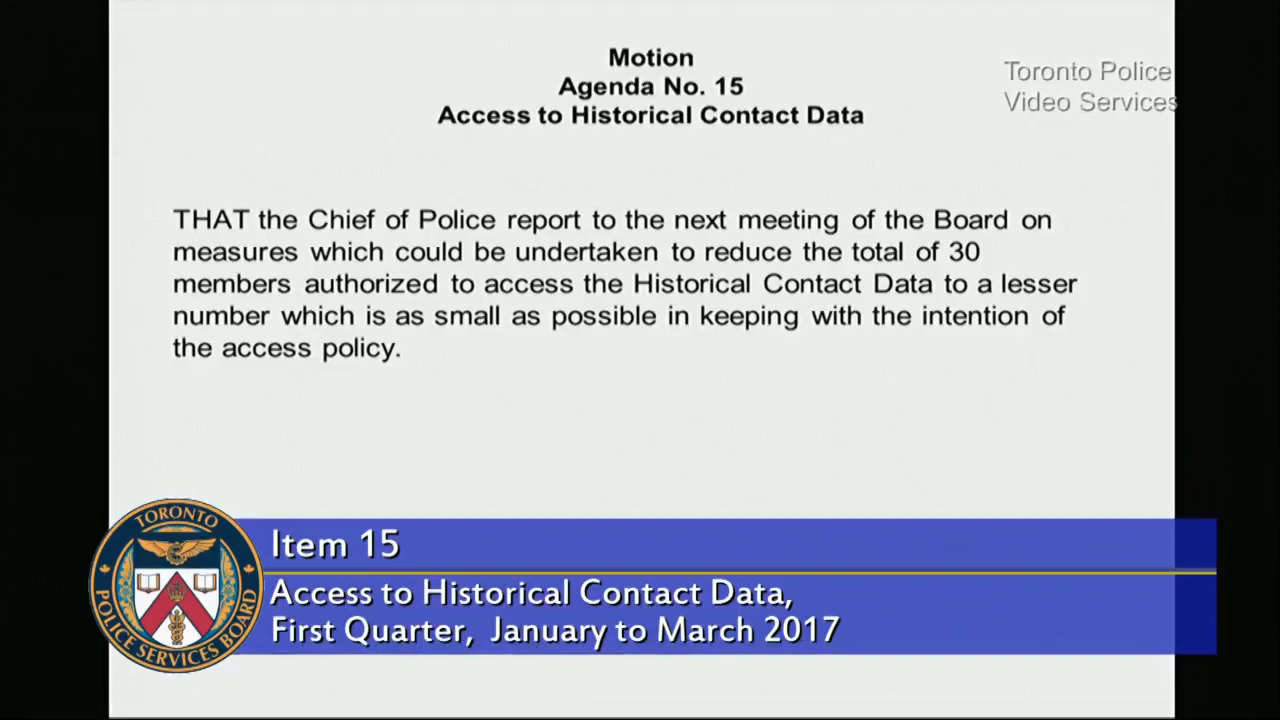 Motion
Agenda No. 15
Access to Historical Contact Data
Toronto Police
Video Services
THAT the Chief of Police report to the next meeting of the Board on
measures which could be undertaken to reduce the total of 30
members authorized to access the Historical Contact Data to a lesser
number which is as small as possible in keeping with the intention of
the access policy.
TORONTO
POLICE SERVICES BOARD
Item 15
Access to Historical Contact Data,
First Quarter, January to March 2017